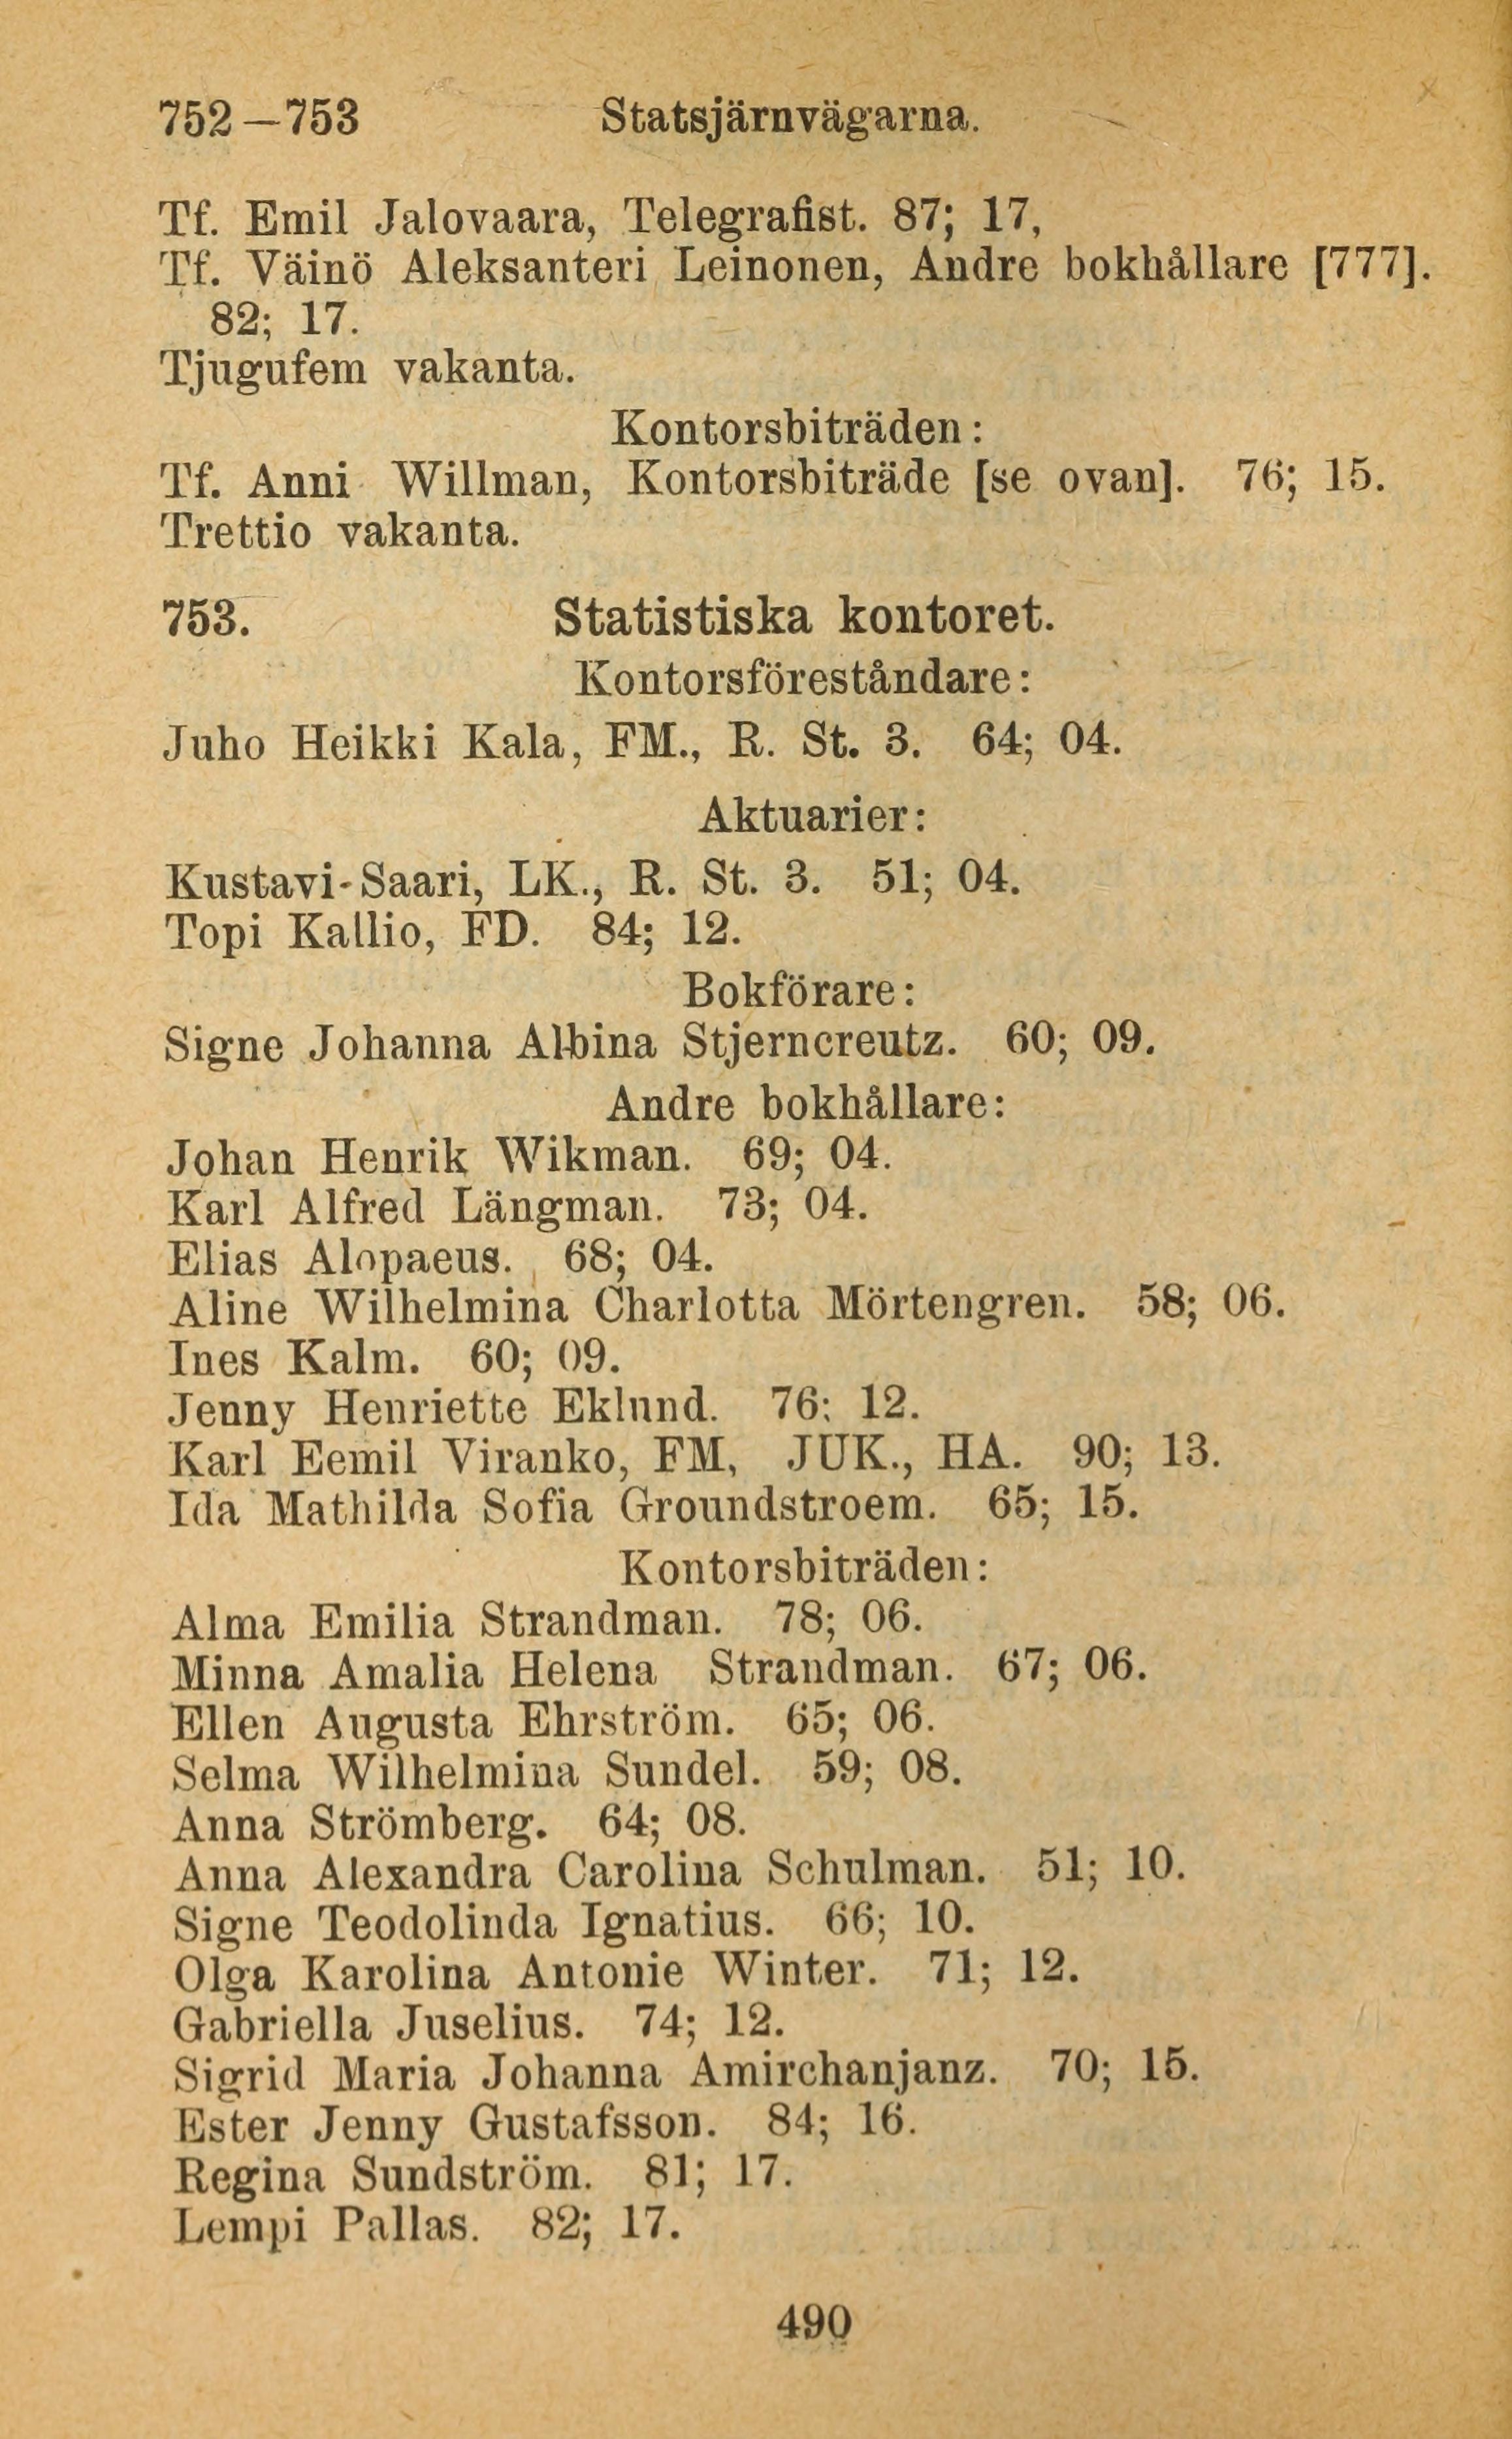 752—753 Statsjärnvägarna.
Tf. Emil Jalovaara, Telegrafist. 87; 17,
Tf. Väinö Aleksanteri Leinonen, Andre bokhållare [777].
82; 17.
Tjugufem vakanta.
Kontorsbiträden:
Tf. Anni Willman, Kontorsbiträde [se ovan]. 76; 15.
Trettio vakanta.
753. Statistiska kontoret.
Kontorsföreståndare:
Juho Heikki Kala, FM., R. St. 3. 64; 04.
Aktuarier:
Kustavi-Saari, LK., R. St. 3. 51; 04.
Topi Kallio, FD. 84; 12.
Bokförare:
Signe Johanna Albina Stjerncreutz. 60; 09.
Andre bokhållare:
Johan Henrik Wikman. 69; 04.
Karl Alfred Längman. 73; 04.
Elias Alopaeus. 68; 04.
Aline Wilhelmina Charlotta Mörtengren. 58; 06.
Ines Kalm. 60; 09.
Jenny Henriette Eklund. 76; 12.
Karl Eemil Viranko, FM, JUK., HA. 90; 13.
Ida Mathilda Sofia Groundstroem. 65; 15.
Kontorsbiträden:
Alma Emilia Strandman. 78; 06.
Minna Amalia Helena Strandman. 67; 06.
Ellen Augusta Ehrström. 65; 06.
Selma Wilhelmina Sundel. 59; 08.
Anna Strömberg. 64; 08.
Anna Alexandra Carolina Schulman. 51; 10.
Signe Teodolinda Ignatius. 66; 10.
Olga Karolina Antonie Winter. 71; 12.
Gabriella Juselius. 74; 12.
Sigrid Maria Johanna Amirchanjanz. 70; 15.
Ester Jenny Gustafsson. 84; 16.
Regina Sundström. 81; 17.
Lempi Pallas. 82; 17.
490